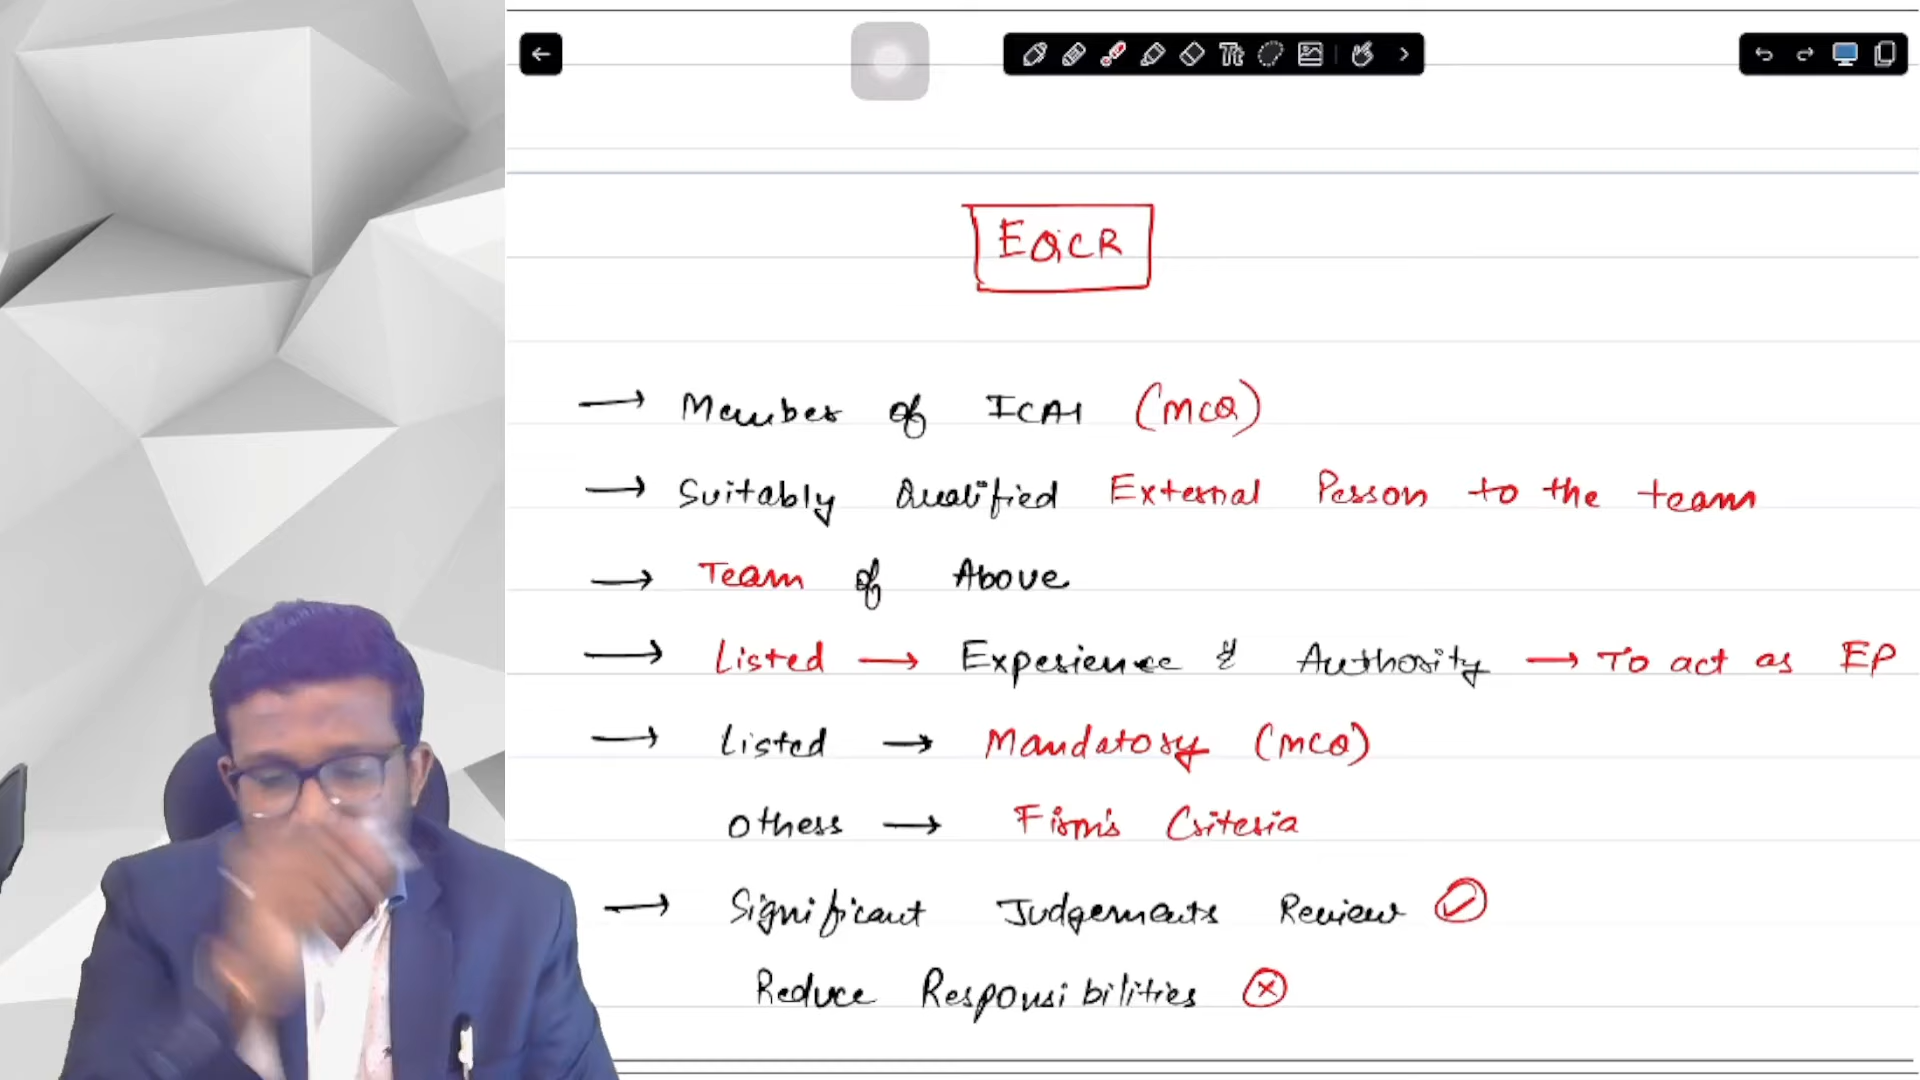 EQCR
→ Member of ICAI (MCQ)
→ Suitably Qualified External Person to the team
→ Team of Above
→ Listed → Experience & Authority → To act as EP
→ Listed → Mandatory (MCQ)
Others → Firm's Criteria
→ Significant Judgements Review ✓
Reduce Responsibilities ✗